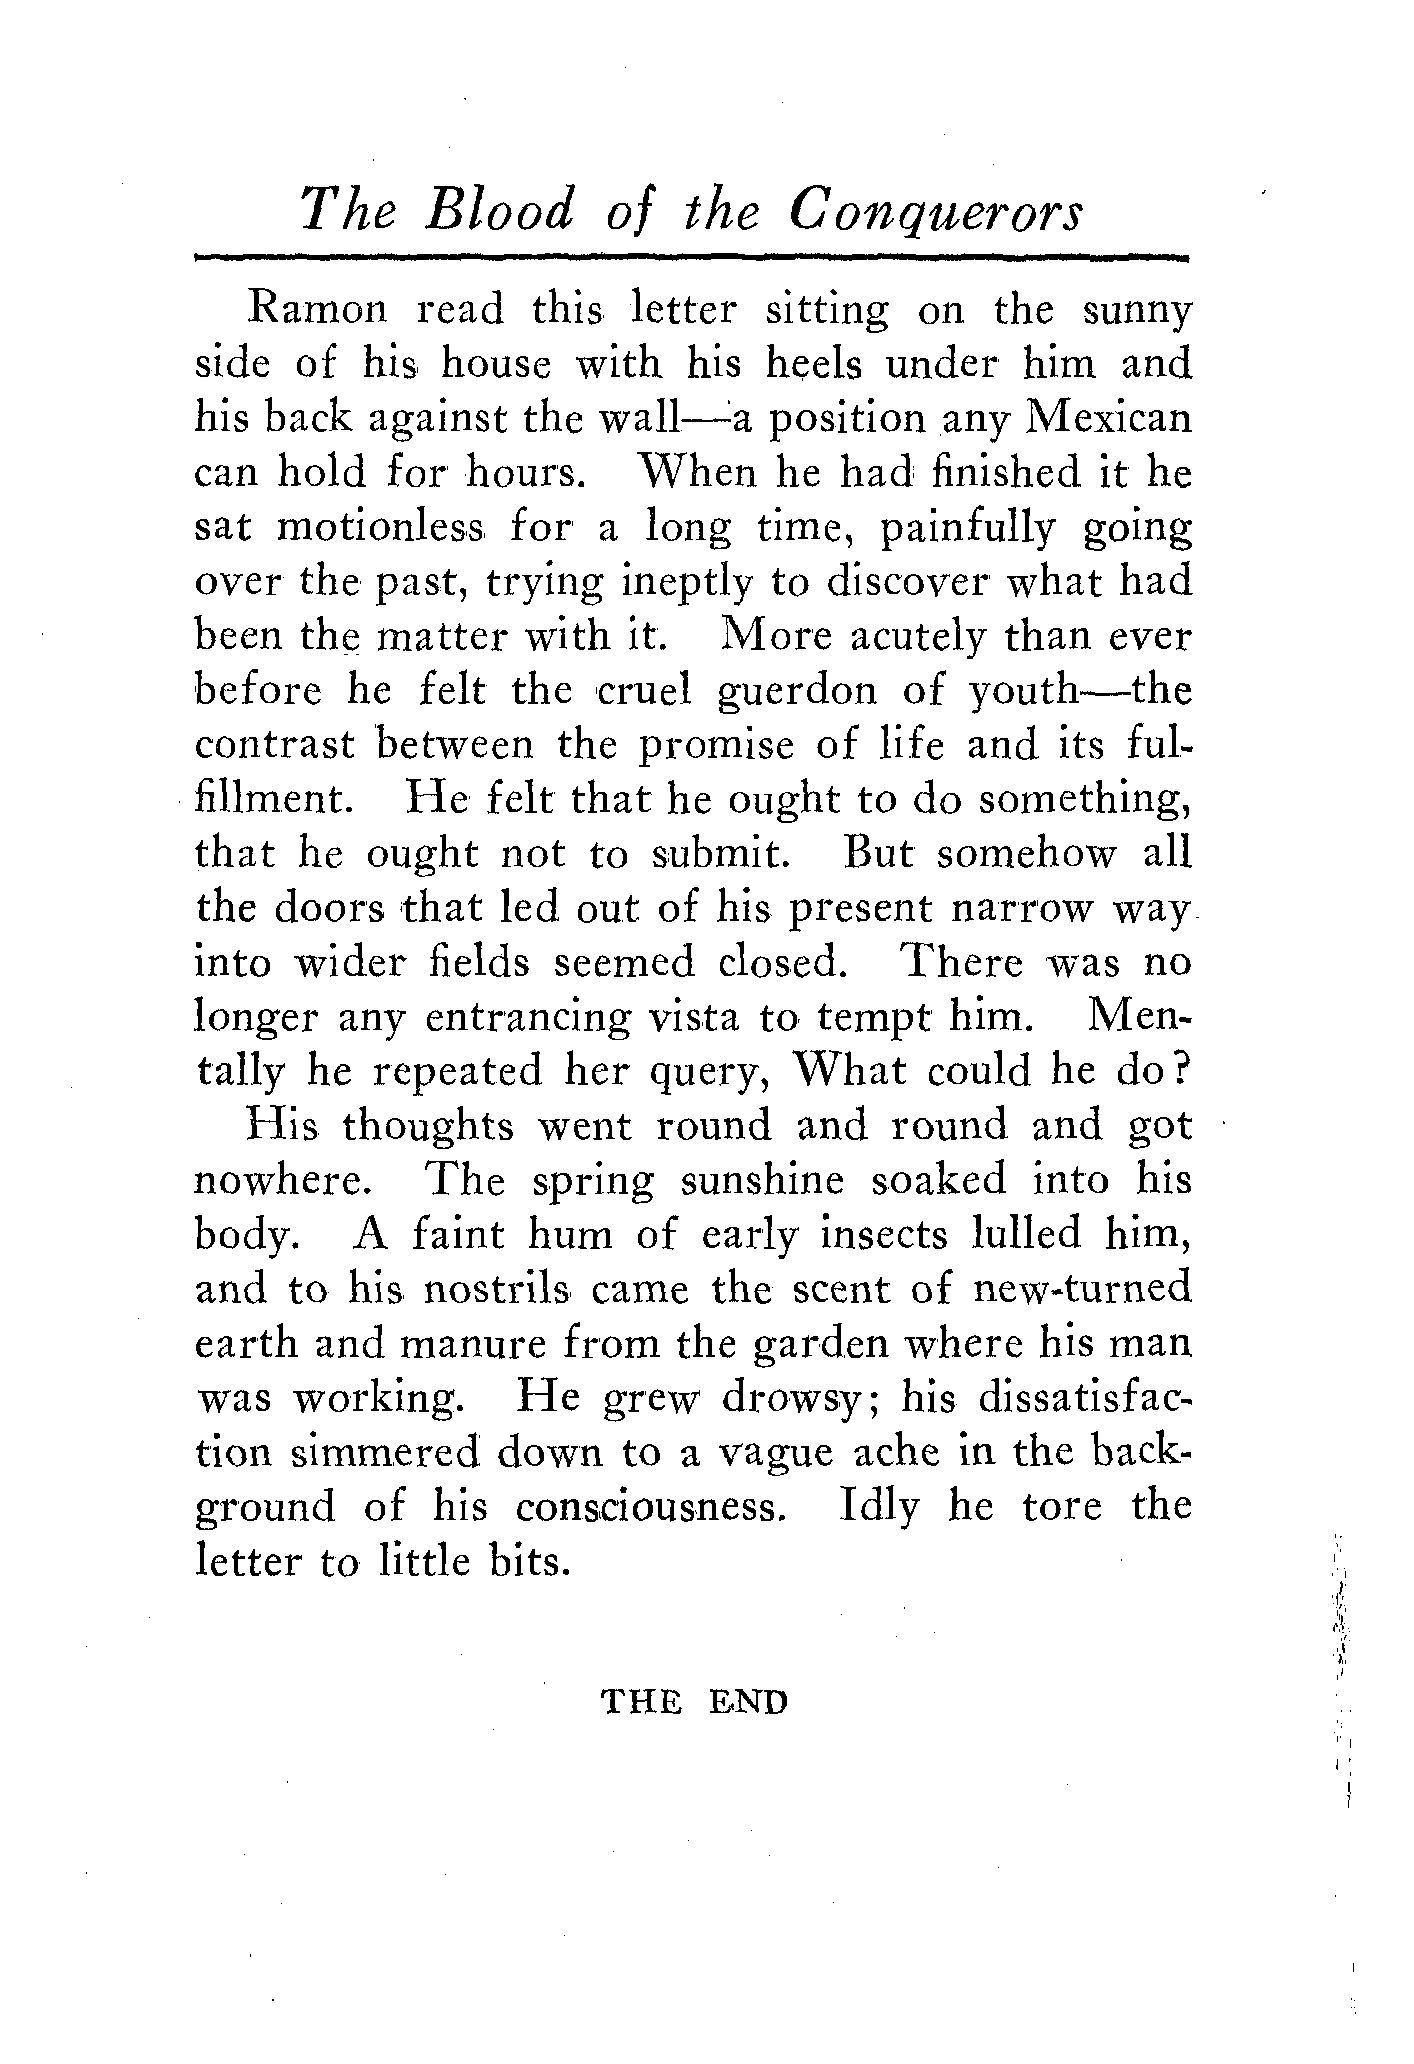 The Blood of the Conquerors
Ramon read this letter sitting on the sunny
side of his house with his heels under him and
his back against the wall—a position any Mexican
can hold for hours. When he had finished it he
sat motionless for a long time, painfully going
over the past, trying ineptly to discover what had
been the matter with it. More acutely than ever
before he felt the cruel guerdon of youth—the
contrast between the promise of life and its ful-
fillment. He felt that he ought to do something,
that he ought not to submit. But somehow all
the doors that led out of his present narrow way
into wider fields seemed closed. There was no
longer any entrancing vista to tempt him. Men-
tally he repeated her query, What could he do?
His thoughts went round and round and got
nowhere. The spring sunshine soaked into his
body. A faint hum of early insects lulled him,
and to his nostrils came the scent of new-turned
earth and manure from the garden where his man
was working. He grew drowsy; his dissatisfac-
tion simmered down to a vague ache in the back-
ground of his consciousness. Idly he tore the
letter to little bits.
THE END